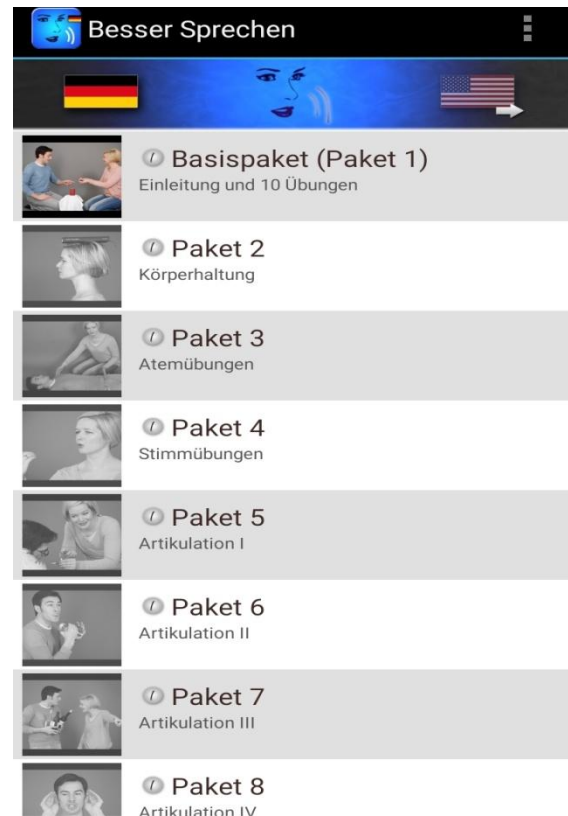 Besser Sprechen
Basispaket (Paket 1)
Einleitung und 10 Übungen
Paket 2
Körperhaltung
Paket 3
Atemübungen
Paket 4
Stimmübungen
Paket 5
Artikulation I
Paket 6
Artikulation II
Paket 7
Artikulation III
Paket 8
Artikulation IV